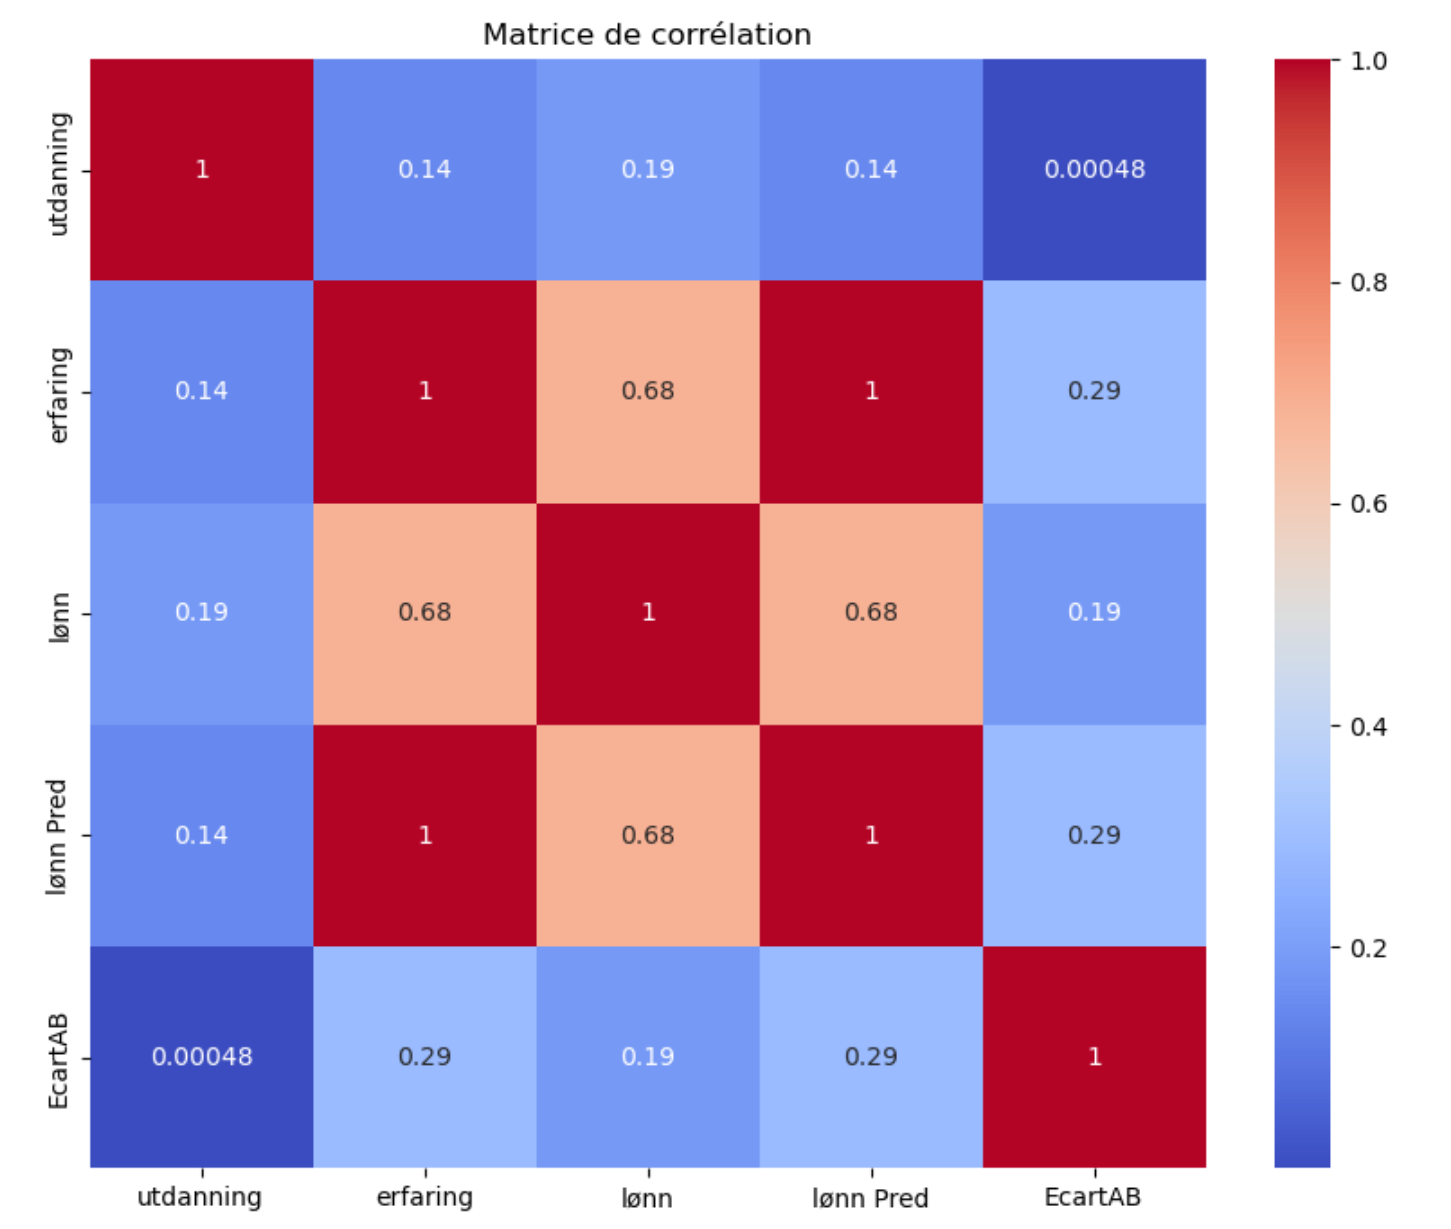 Matrice de corrélation
utdanning
1 0.14 0.19 0.14 0.00048
erfaring
0.14 1 0.68 1 0.29
lønn
0.19 0.68 1 0.68 0.19
lønn Pred
0.14 1 0.68 1 0.29
EcartAB
0.00048 0.29 0.19 0.29 1
utdanning erfaring lønn lønn Pred EcartAB
1.0
0.8
0.6
0.4
0.2